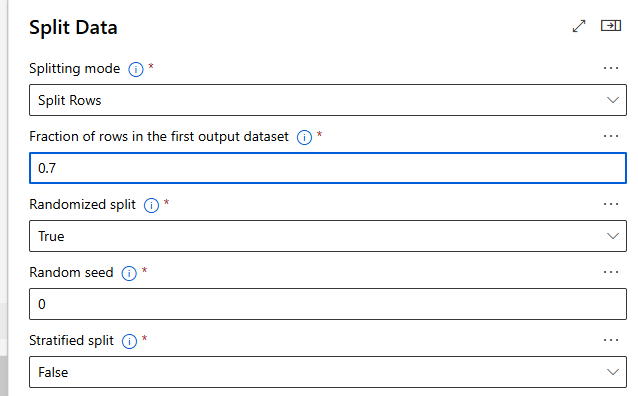 Split Data
Splitting mode *
Split Rows
Fraction of rows in the first output dataset *
0.7
Randomized split *
True
Random seed *
0
Stratified split *
False